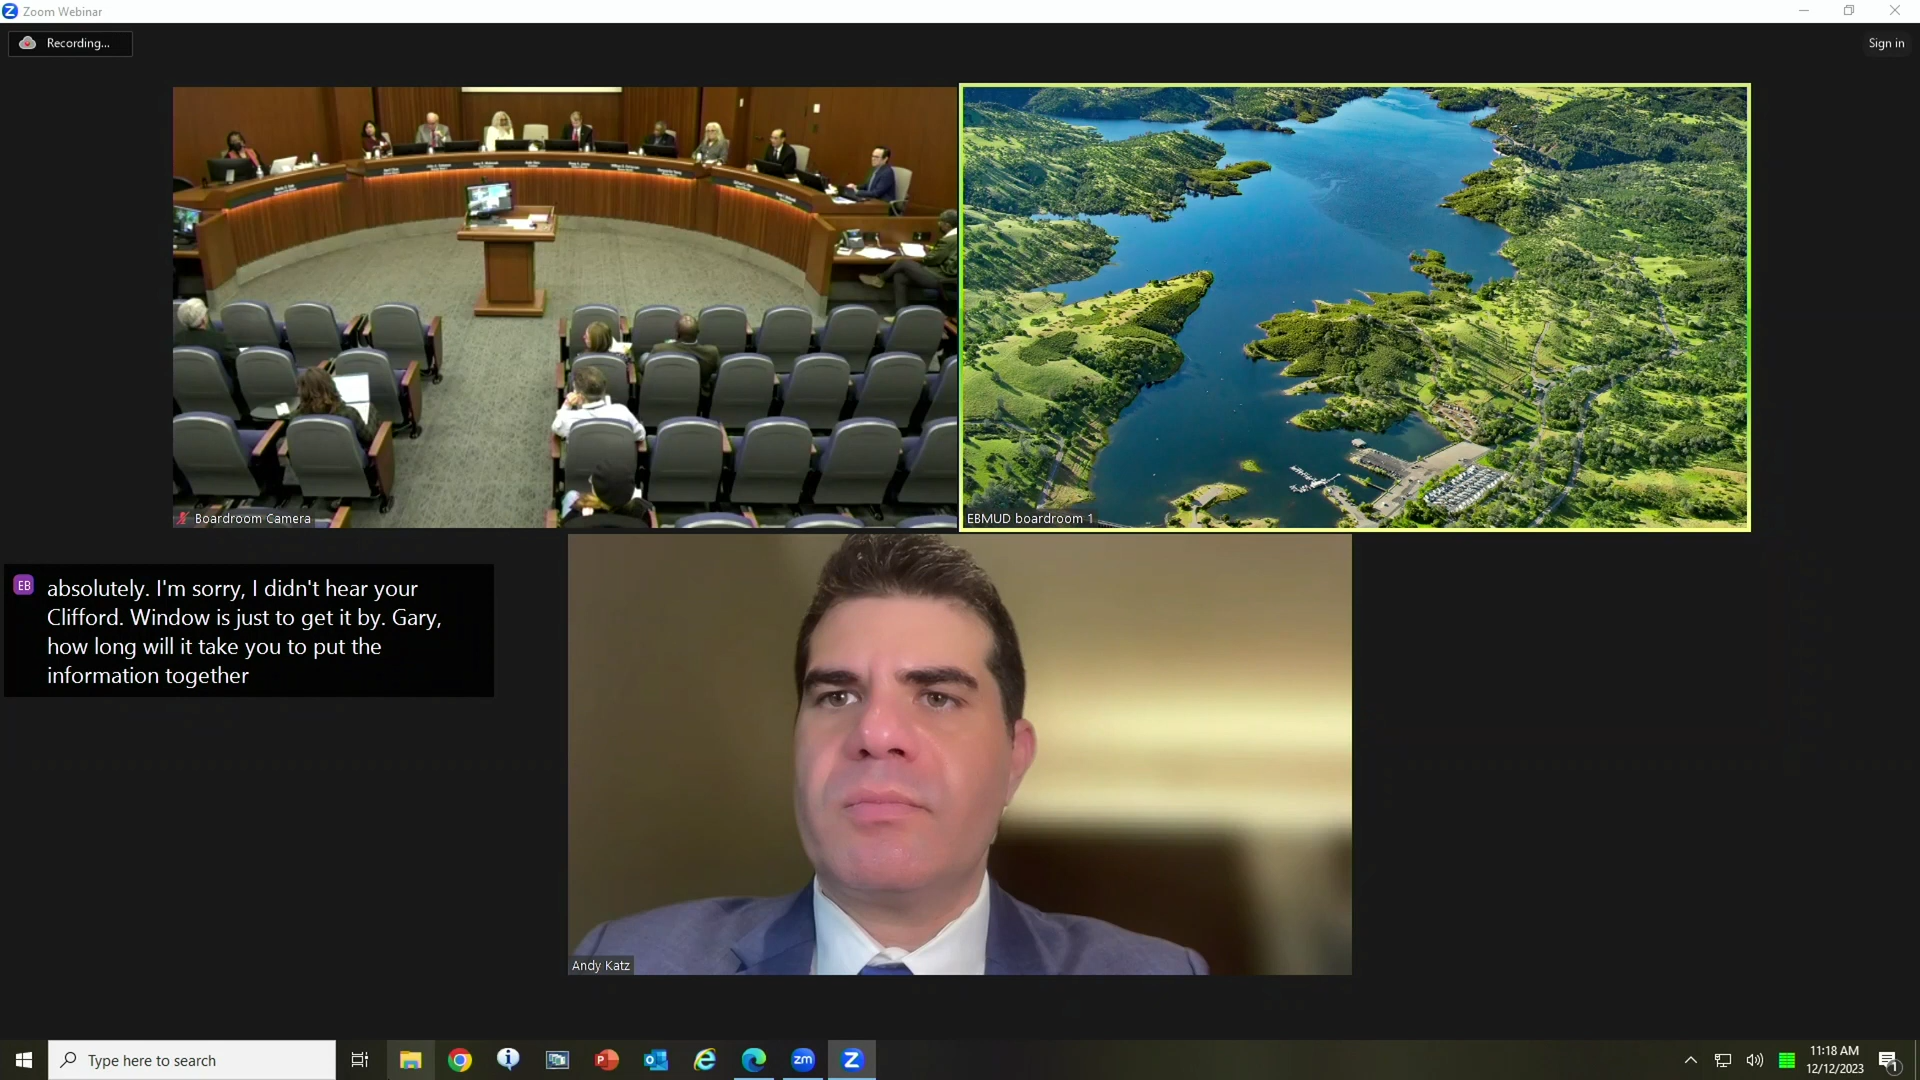 Zoom Webinar
Recording...
Sign in
Boardroom Camera
EBMUD boardroom 1
EB
absolutely. I'm sorry, I didn't hear your
Clifford. Window is just to get it by. Gary,
how long will it take you to put the
information together
Andy Katz
Type here to search
zm
11:18 AM
12/12/2023
1